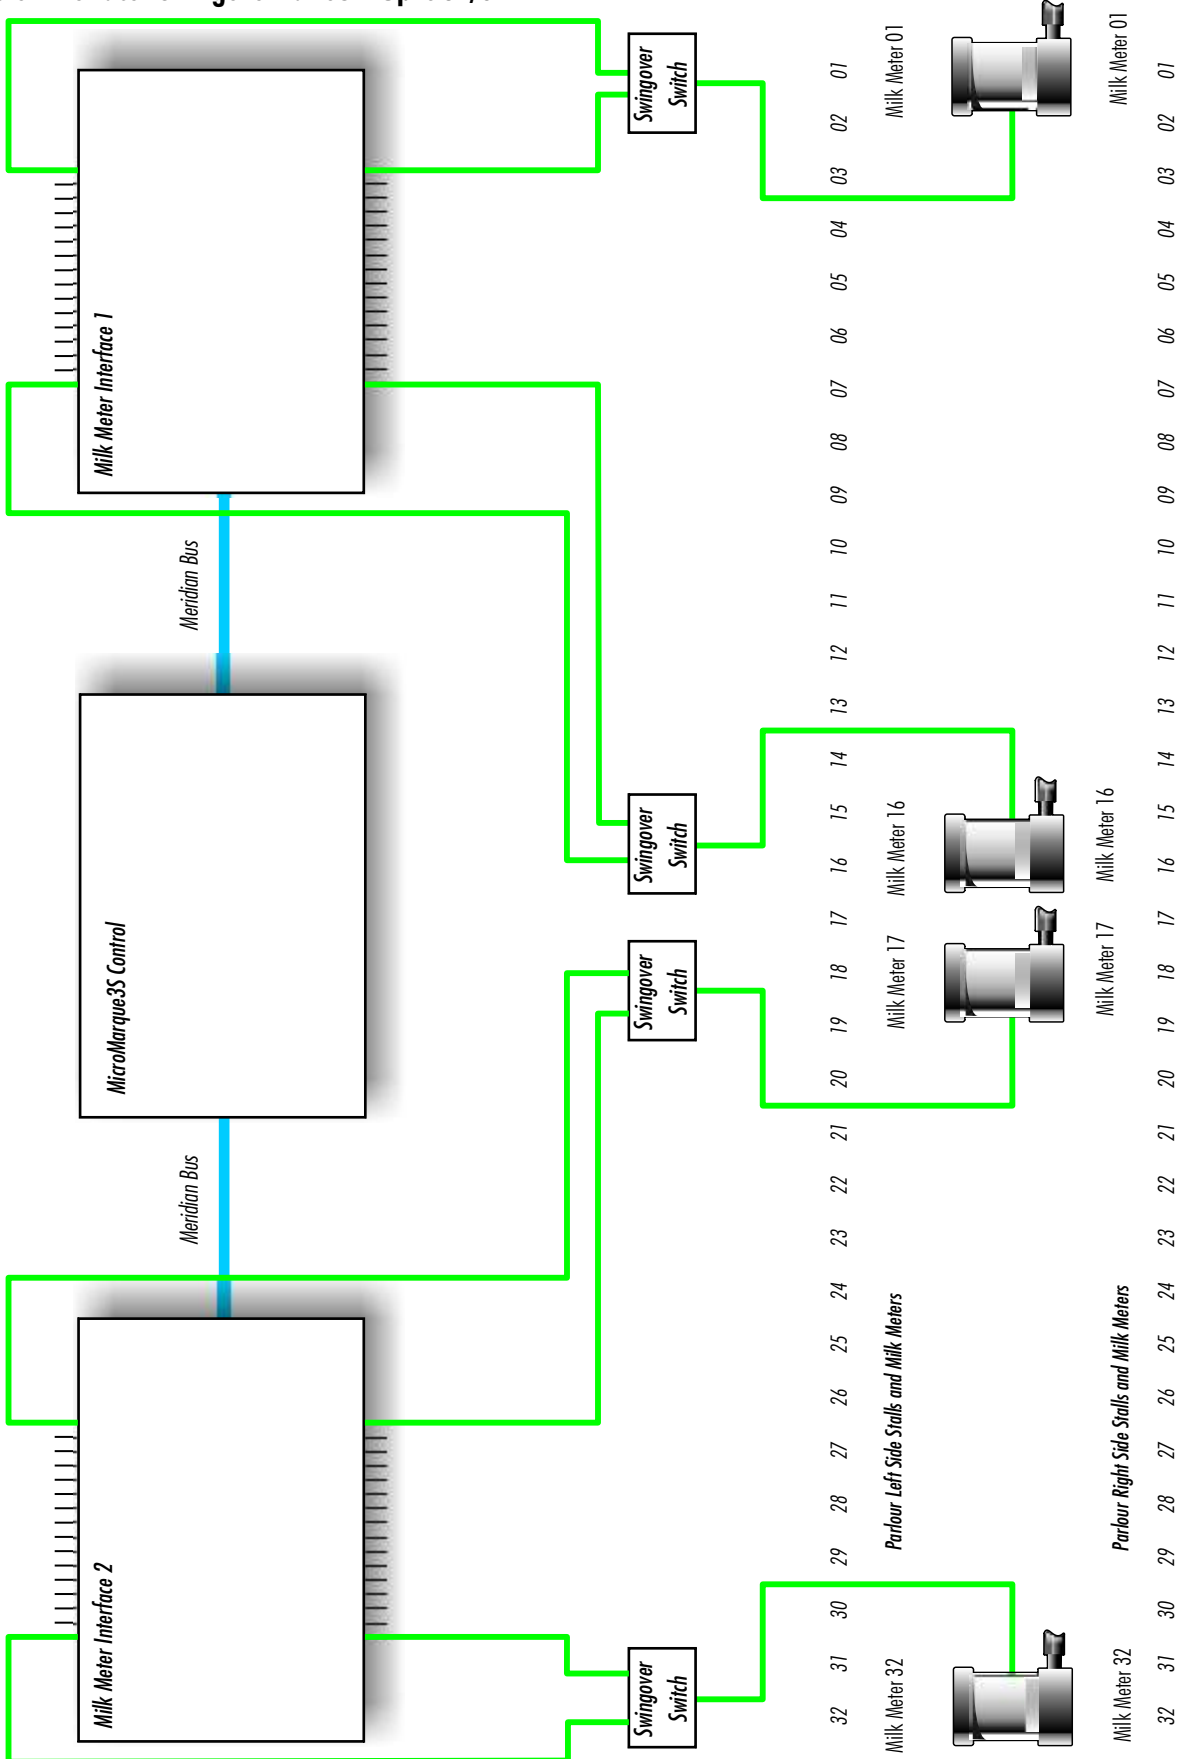 Milk Meter Interface 2
MicroMarque3S Control
Milk Meter Interface 1
Meridian Bus
Meridian Bus
Swingover
Switch
Swingover
Switch
Swingover
Switch
Swingover
Switch
32 31 30 29 28 27 26 25 24 23 22 21 20 19 18 17 16 15 14 13 12 11 10 09 08 07 06 05 04 03 02 01
Milk Meter 32
Parlour Left Side Stalls and Milk Meters
Milk Meter 17
Milk Meter 16
Milk Meter 01
Milk Meter 32
Parlour Right Side Stalls and Milk Meters
Milk Meter 17
Milk Meter 16
Milk Meter 01
32 31 30 29 28 27 26 25 24 23 22 21 20 19 18 17 16 15 14 13 12 11 10 09 08 07 06 05 04 03 02 01